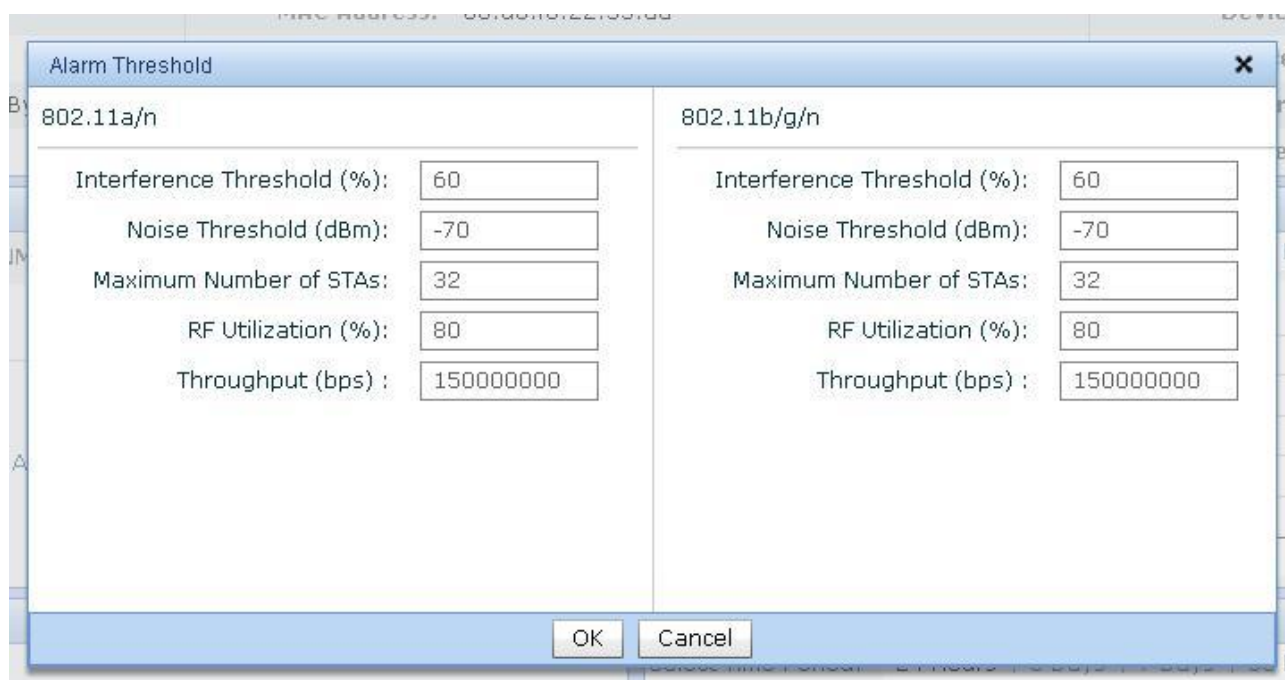 MAC Address:
Alarm Threshold
802.11a/n
Interference Threshold (%): 60
Noise Threshold (dBm): -70
Maximum Number of STAs: 32
RF Utilization (%): 80
Throughput (bps) : 150000000
802.11b/g/n
Interference Threshold (%): 60
Noise Threshold (dBm): -70
Maximum Number of STAs: 32
RF Utilization (%): 80
Throughput (bps) : 150000000
OK
Cancel